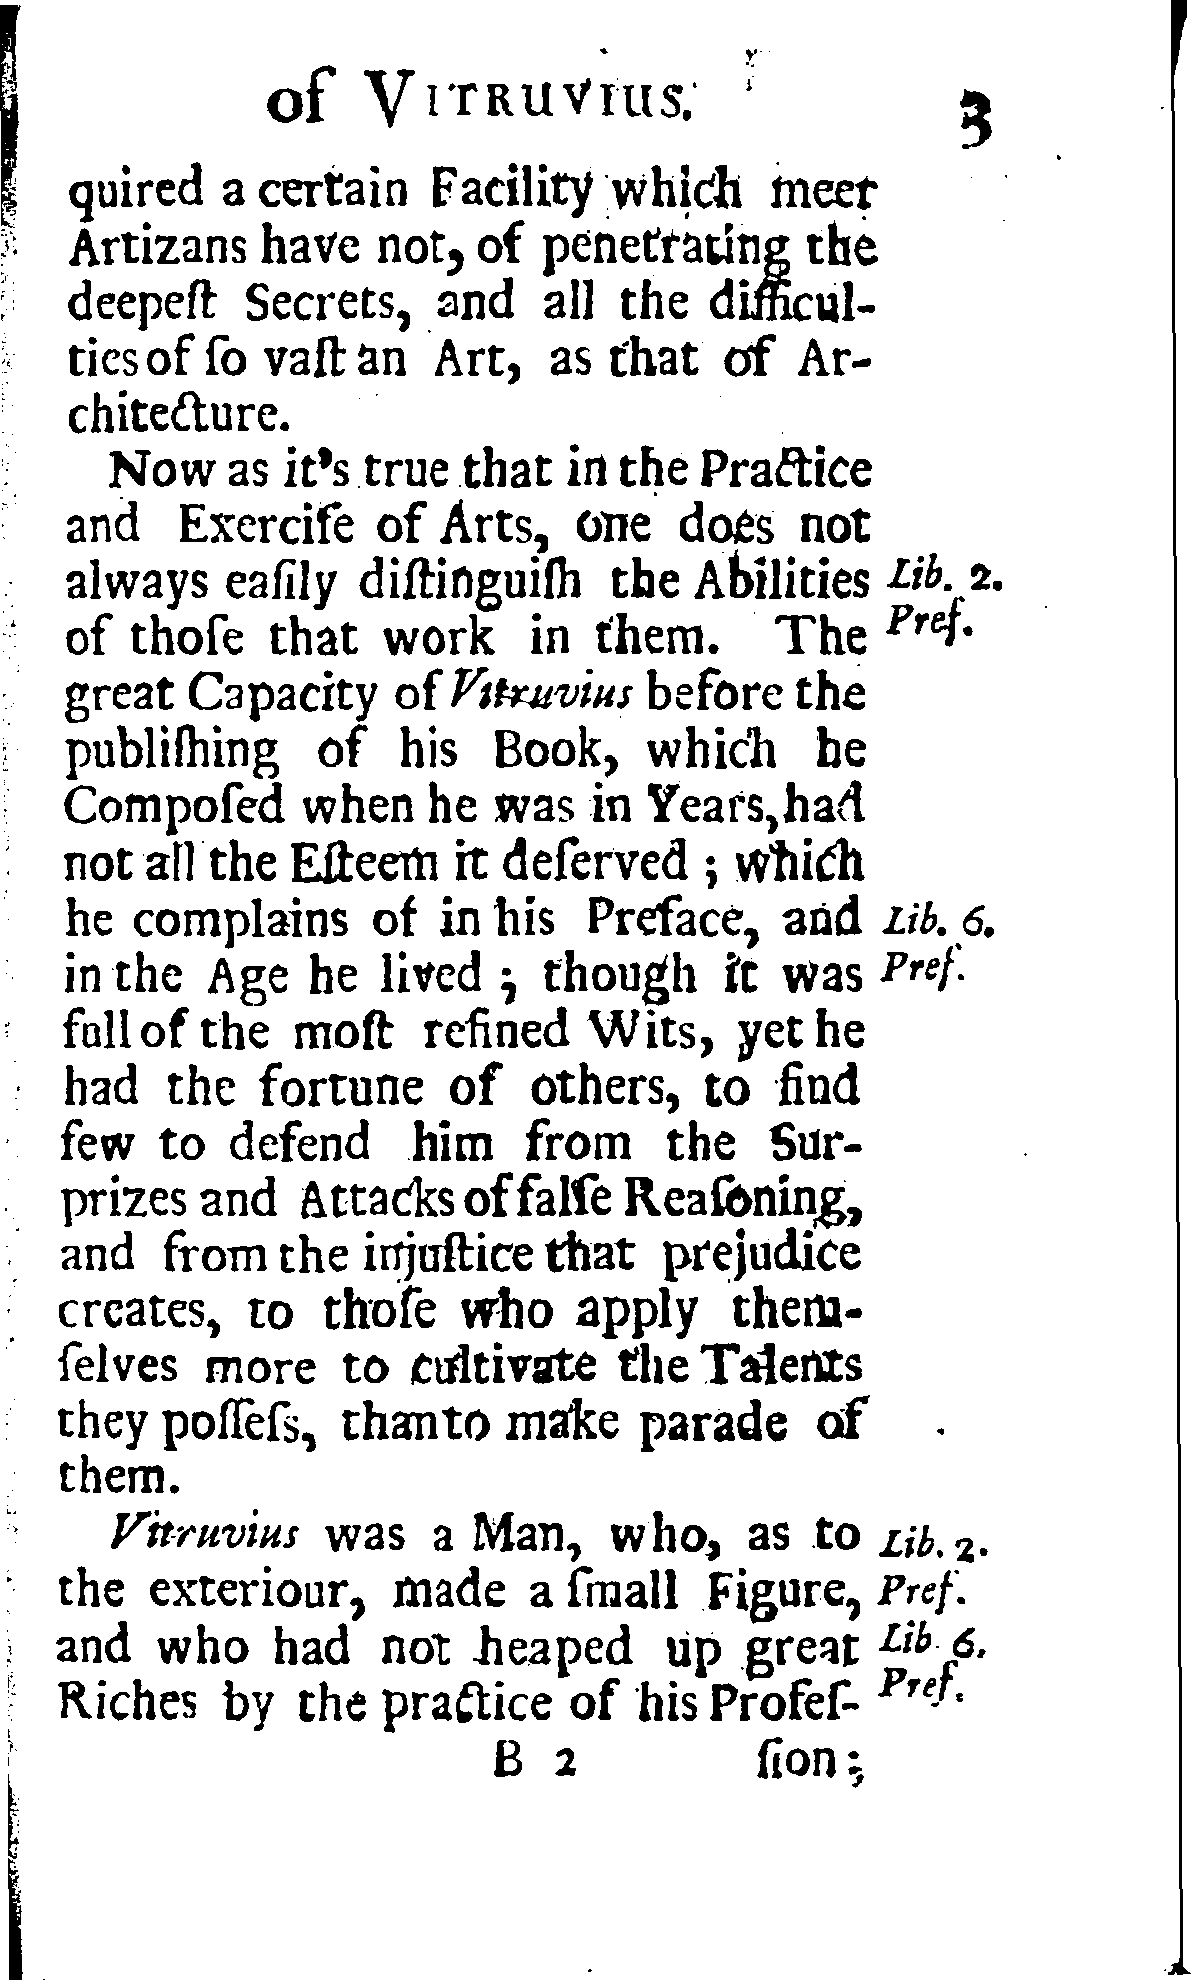 of VITRUVIUS. 3
quired a certain Facility which meer
Artizans have not, of penetrating the
deepeſt Secrets, and all the difficul-
ties of ſo vaſt an Art, as that of Ar-
chitecture.
Now as it's true that in the Practice
and Exerciſe of Arts, one does not
always eaſily diſtinguiſh the Abilities Lib. 2.
of thoſe that work in them. The Pref.
great Capacity of Vitruvius before the
publiſhing of his Book, which he
Compoſed when he was in Years, had
not all the Eſteem it deſerved ; which
he complains of in his Preface, and Lib. 6.
in the Age he lived ; though it was Pref.
full of the moſt refined Wits, yet he
had the fortune of others, to find
few to defend him from the Sur-
prizes and Attacks of falſe Reaſoning,
and from the injuſtice that prejudice
creates, to thoſe who apply them-
ſelves more to cultivate the Talents
they poſſeſs, than to make parade of
them.
Vitruvius was a Man, who, as to Lib. 2.
the exteriour, made a ſmall Figure, Pref.
and who had not heaped up great Lib. 6.
Riches by the practice of his Profeſ- Pref.
B 2 ſion ;